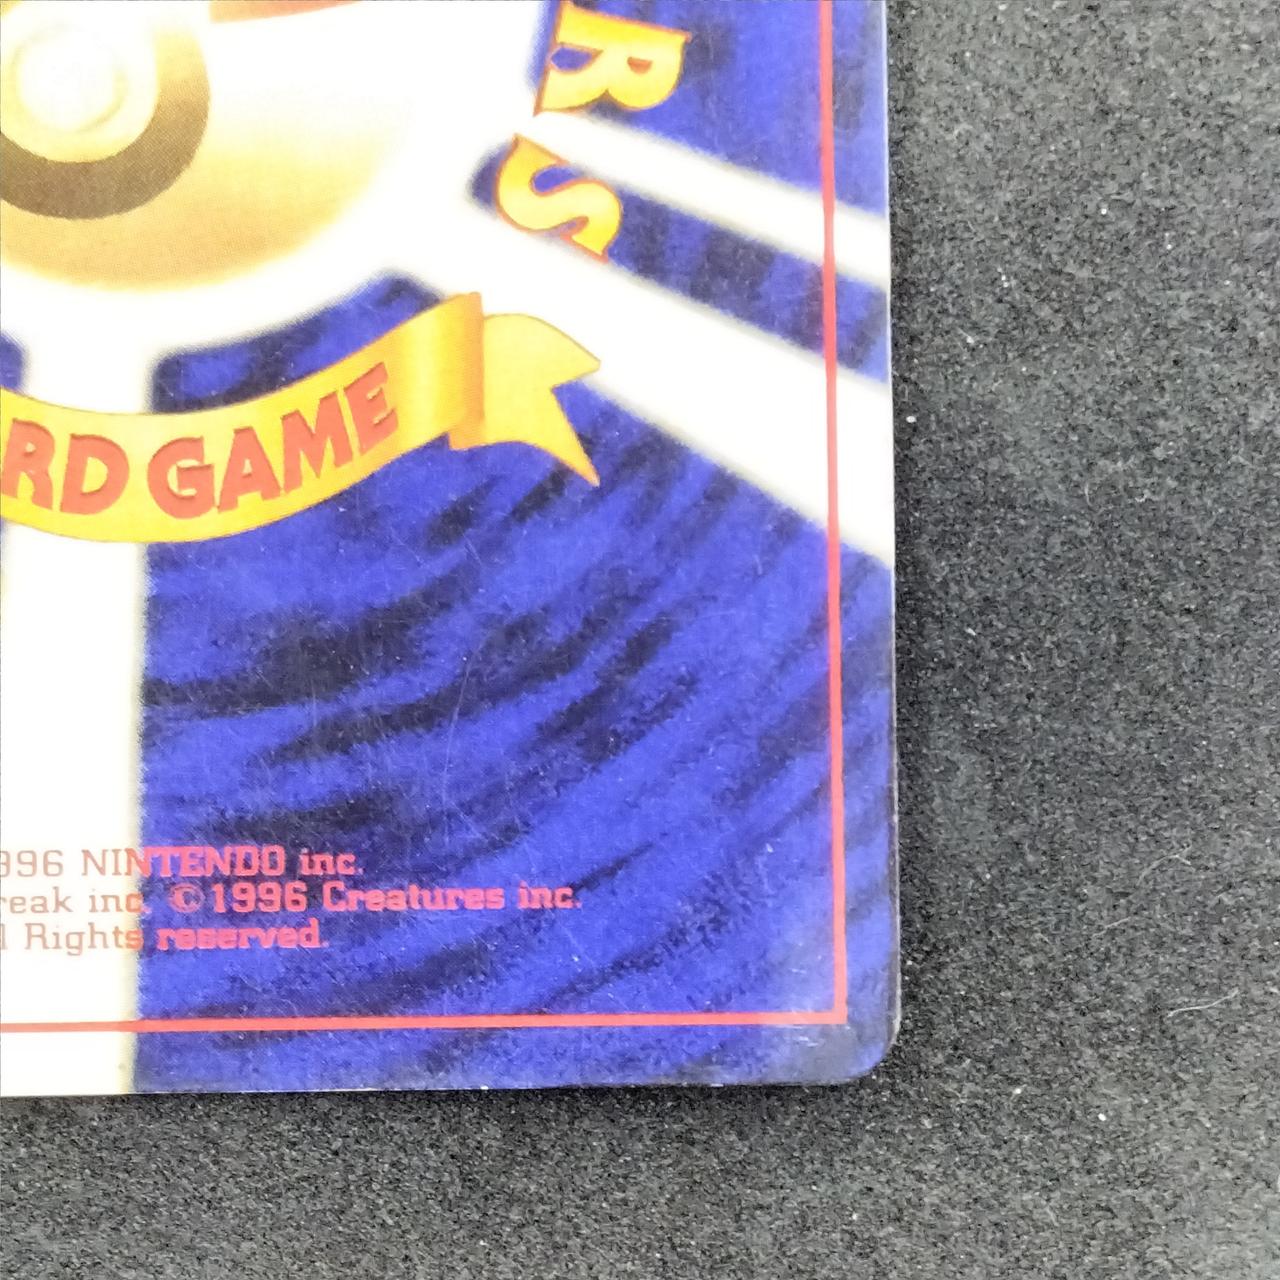 RS
RD GAME
996 NINTENDO inc.
reak inc. ©1996 Creatures inc.
l Rights reserved.